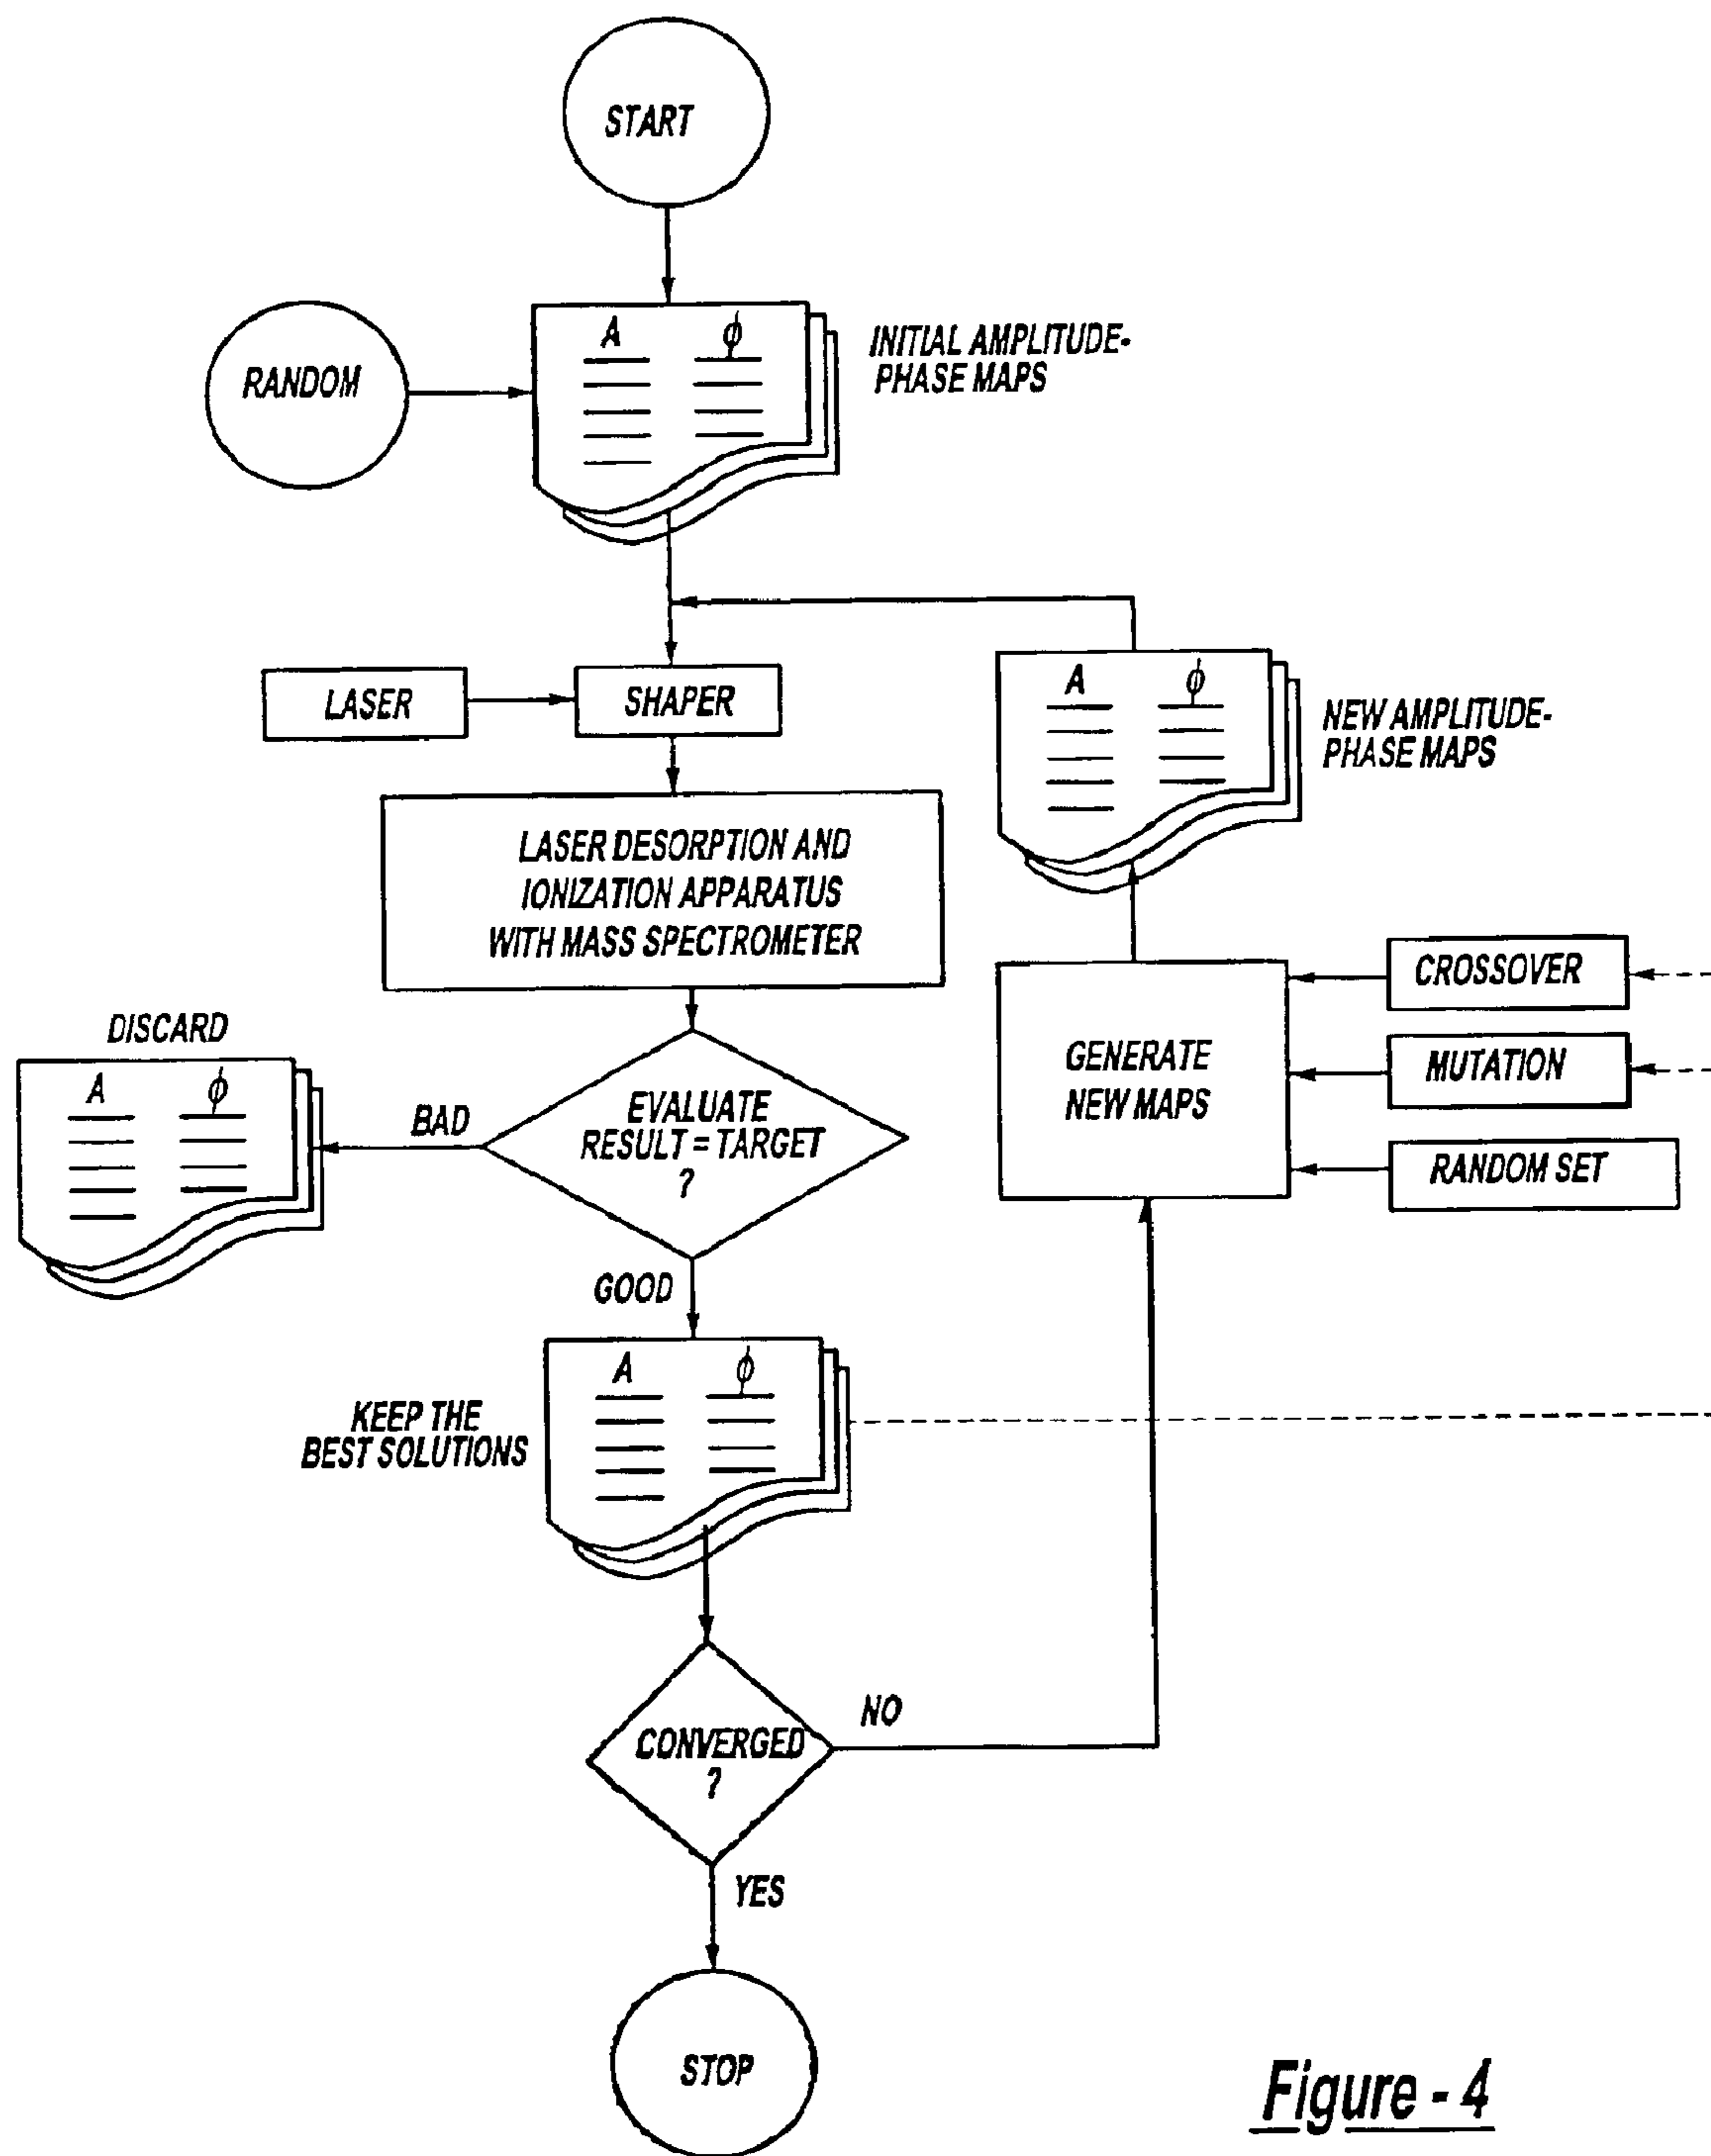 START
RANDOM
A φ
INITIAL AMPLITUDE-
PHASE MAPS
LASER
SHAPER
A φ
NEW AMPLITUDE-
PHASE MAPS
LASER DESORPTION AND
IONIZATION APPARATUS
WITH MASS SPECTROMETER
CROSSOVER
MUTATION
RANDOM SET
GENERATE
NEW MAPS
DISCARD
A φ
BAD
EVALUATE
RESULT = TARGET
?
GOOD
A φ
KEEP THE
BEST SOLUTIONS
CONVERGED
?
NO
YES
STOP
Figure - 4